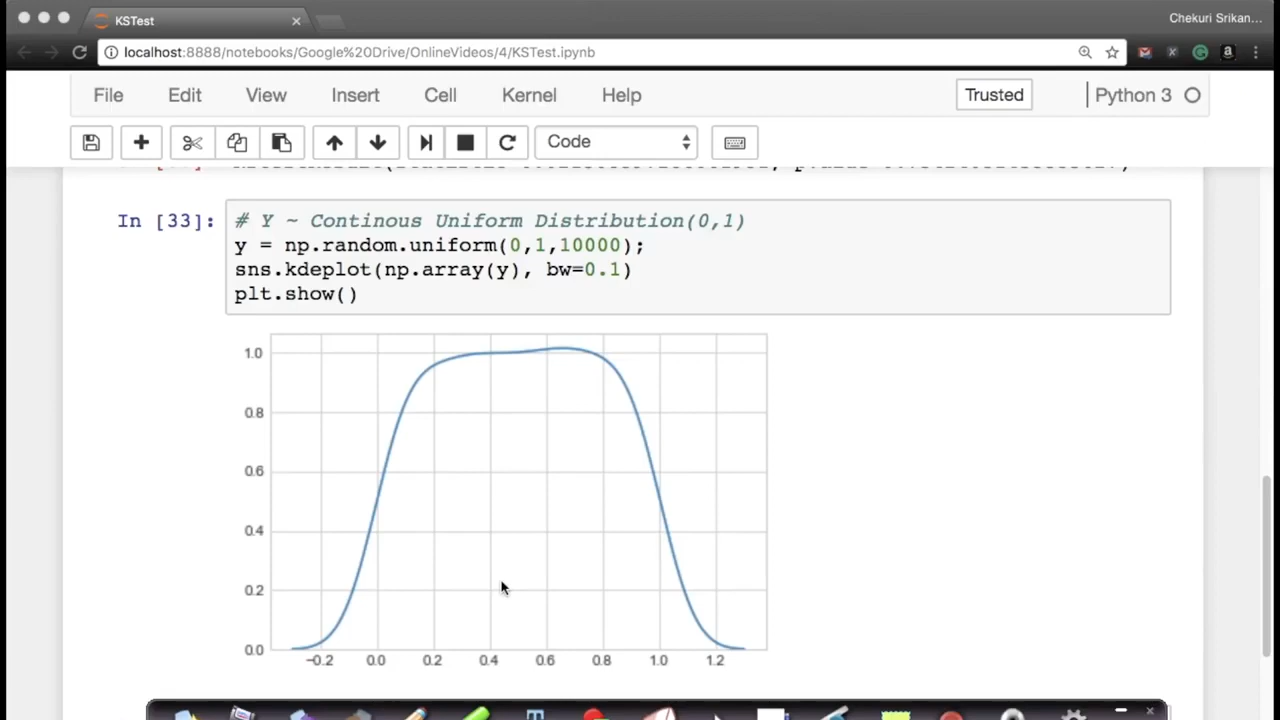 KSTest
Chekuri Srikan...
localhost:8888/notebooks/Google%20Drive/OnlineVideos/4/KSTest.ipynb
File Edit View Insert Cell Kernel Help Trusted Python 3
Code
In [33]: # Y ~ Continous Uniform Distribution(0,1)
y = np.random.uniform(0,1,10000);
sns.kdeplot(np.array(y), bw=0.1)
plt.show()
1.0
0.8
0.6
0.4
0.2
0.0
−0.2 0.0 0.2 0.4 0.6 0.8 1.0 1.2